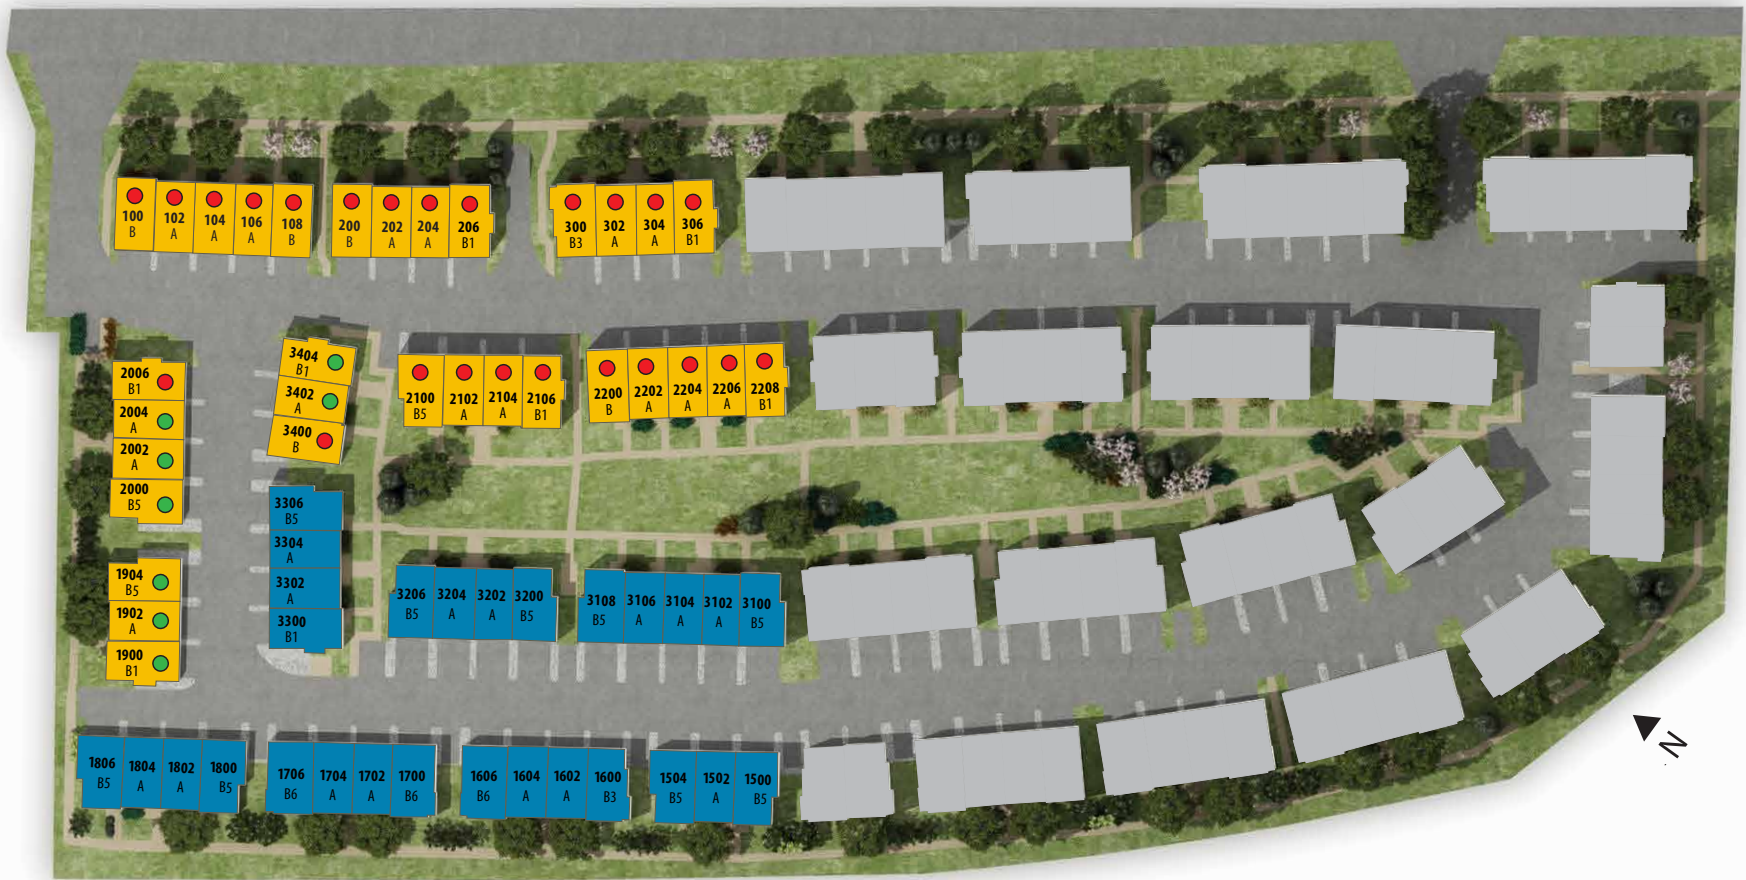 100
B
102
A
104
A
106
A
108
B
200
B
202
A
204
A
206
B1
300
B3
302
A
304
A
306
B1
2006
B1
2004
A
2002
A
2000
B5
3404
B1
3402
A
3400
B
2100
B5
2102
A
2104
A
2106
B1
2200
B
2202
A
2204
A
2206
A
2208
B1
3306
B5
3304
A
3302
A
3300
B1
1904
B5
1902
A
1900
B1
3206
B5
3204
A
3202
A
3200
B5
3108
B5
3106
A
3104
A
3102
A
3100
B5
1806
B5
1804
A
1802
A
1800
B5
1706
B6
1704
A
1702
A
1700
B6
1606
B6
1604
A
1602
A
1600
B3
1504
B5
1502
A
1500
B5
N